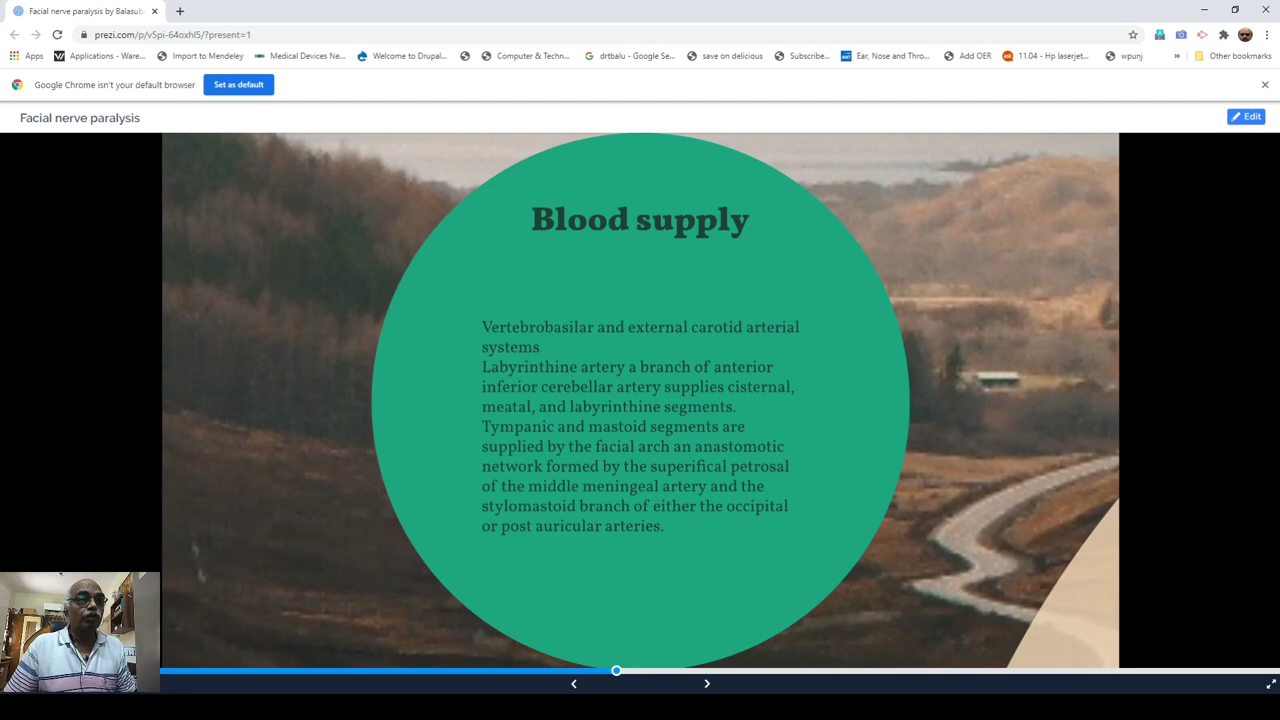 Facial nerve paralysis by Balasub
prezi.com/p/v5pi-64oxhl5/?present=1
Apps Applications - Ware... Import to Mendeley Medical Devices Ne... Welcome to Drupal... Computer & Techn... drtbalu - Google Se... save on delicious Subscribe... Ear, Nose and Thro... Add OER 11.04 - Hp laserjet... wpunj » Other bookmarks
Google Chrome isn't your default browser Set as default
Facial nerve paralysis Edit
Blood supply
Vertebrobasilar and external carotid arterial
systems
Labyrinthine artery a branch of anterior
inferior cerebellar artery supplies cisternal,
meatal, and labyrinthine segments.
Tympanic and mastoid segments are
supplied by the facial arch an anastomotic
network formed by the superifical petrosal
of the middle meningeal artery and the
stylomastoid branch of either the occipital
or post auricular arteries.